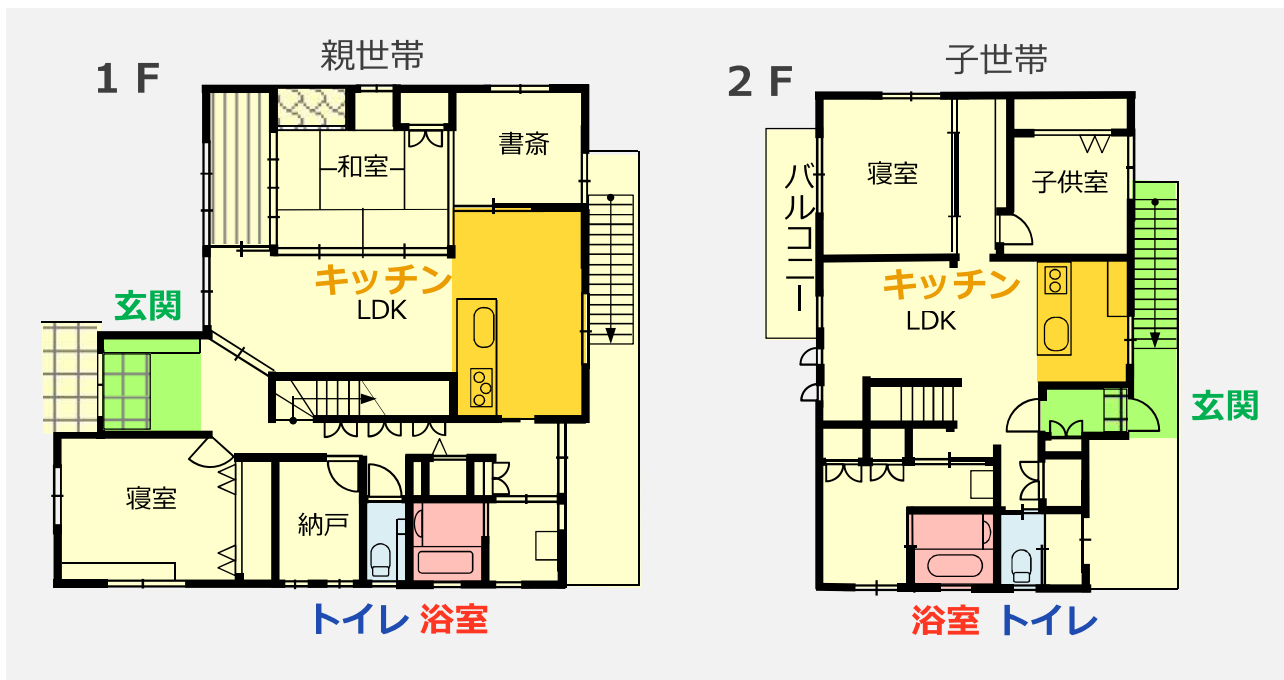 １Ｆ
親世帯
和室
書斎
キッチン
LDK
玄関
寝室
納戸
トイレ
浴室
２Ｆ
子世帯
バルコニー
寝室
子供室
キッチン
LDK
玄関
浴室
トイレ